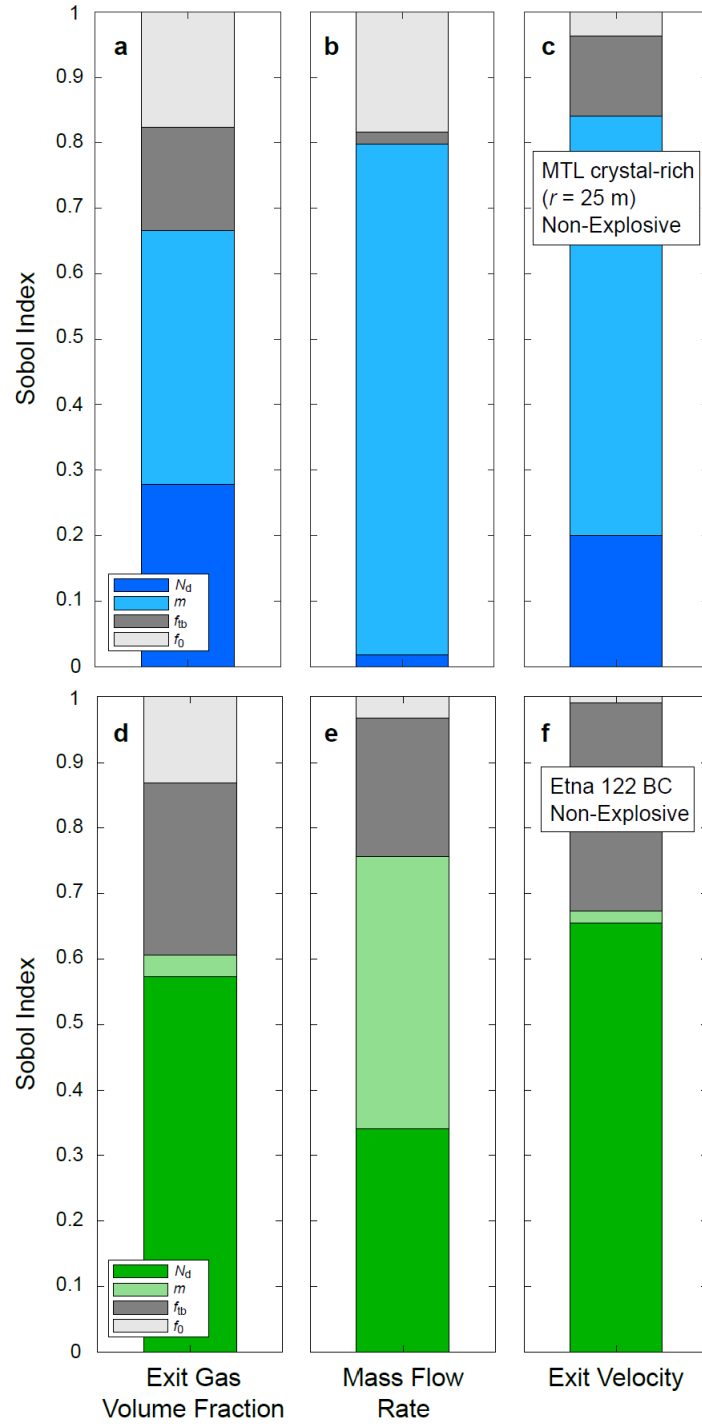 a
b
c
Sobol Index
1
0.9
0.8
0.7
0.6
0.5
0.4
0.3
0.2
0.1
0
MTL crystal-rich
(r = 25 m)
Non-Explosive
Nd
m
ftb
f0
d
e
f
Sobol Index
1
0.9
0.8
0.7
0.6
0.5
0.4
0.3
0.2
0.1
0
Etna 122 BC
Non-Explosive
Nd
m
ftb
f0
Exit Gas
Volume Fraction
Mass Flow
Rate
Exit Velocity